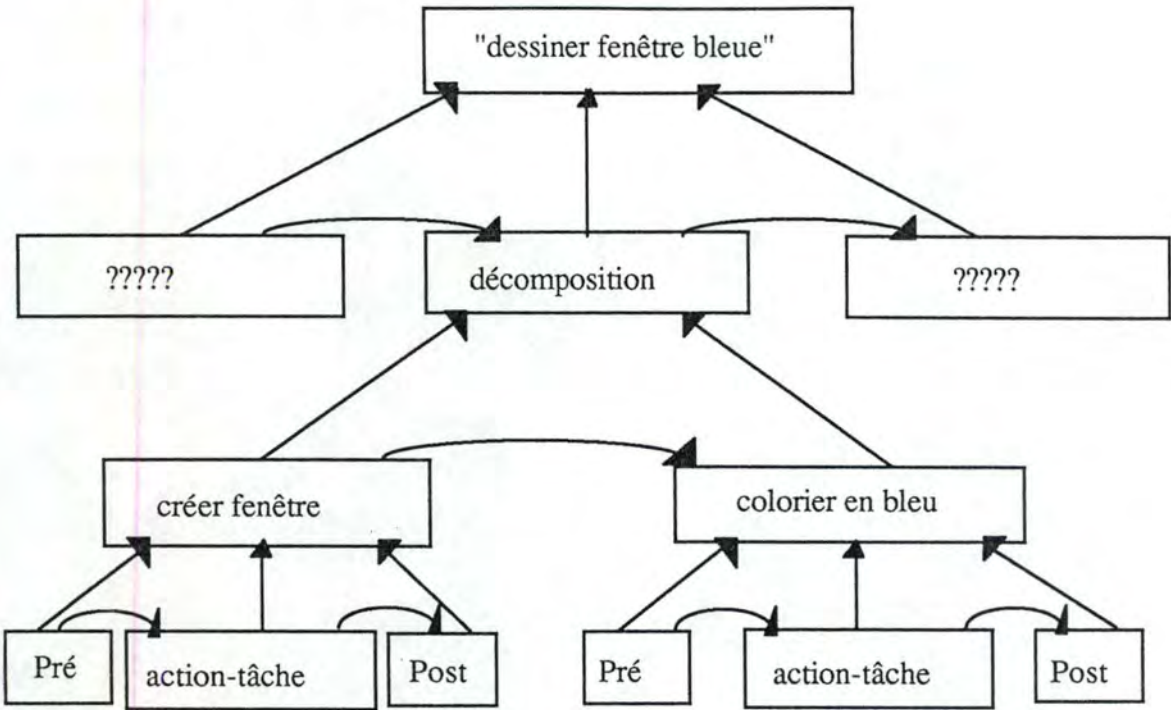 "dessiner fenêtre bleue"
?????
décomposition
?????
créer fenêtre
colorier en bleu
Pré
action-tâche
Post
Pré
action-tâche
Post